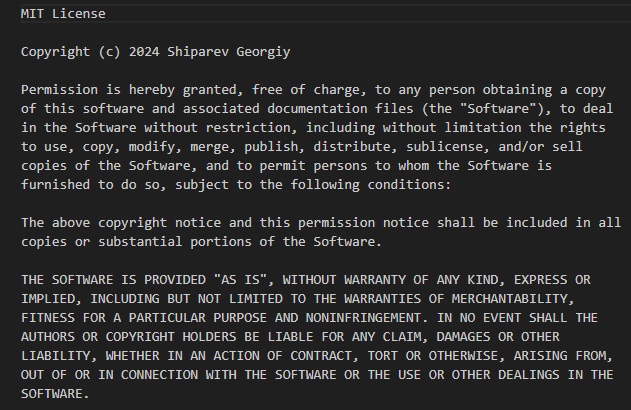 MIT License
Copyright (c) 2024 Shiparev Georgiy
Permission is hereby granted, free of charge, to any person obtaining a copy
of this software and associated documentation files (the "Software"), to deal
in the Software without restriction, including without limitation the rights
to use, copy, modify, merge, publish, distribute, sublicense, and/or sell
copies of the Software, and to permit persons to whom the Software is
furnished to do so, subject to the following conditions:
The above copyright notice and this permission notice shall be included in all
copies or substantial portions of the Software.
THE SOFTWARE IS PROVIDED "AS IS", WITHOUT WARRANTY OF ANY KIND, EXPRESS OR
IMPLIED, INCLUDING BUT NOT LIMITED TO THE WARRANTIES OF MERCHANTABILITY,
FITNESS FOR A PARTICULAR PURPOSE AND NONINFRINGEMENT. IN NO EVENT SHALL THE
AUTHORS OR COPYRIGHT HOLDERS BE LIABLE FOR ANY CLAIM, DAMAGES OR OTHER
LIABILITY, WHETHER IN AN ACTION OF CONTRACT, TORT OR OTHERWISE, ARISING FROM,
OUT OF OR IN CONNECTION WITH THE SOFTWARE OR THE USE OR OTHER DEALINGS IN THE
SOFTWARE.